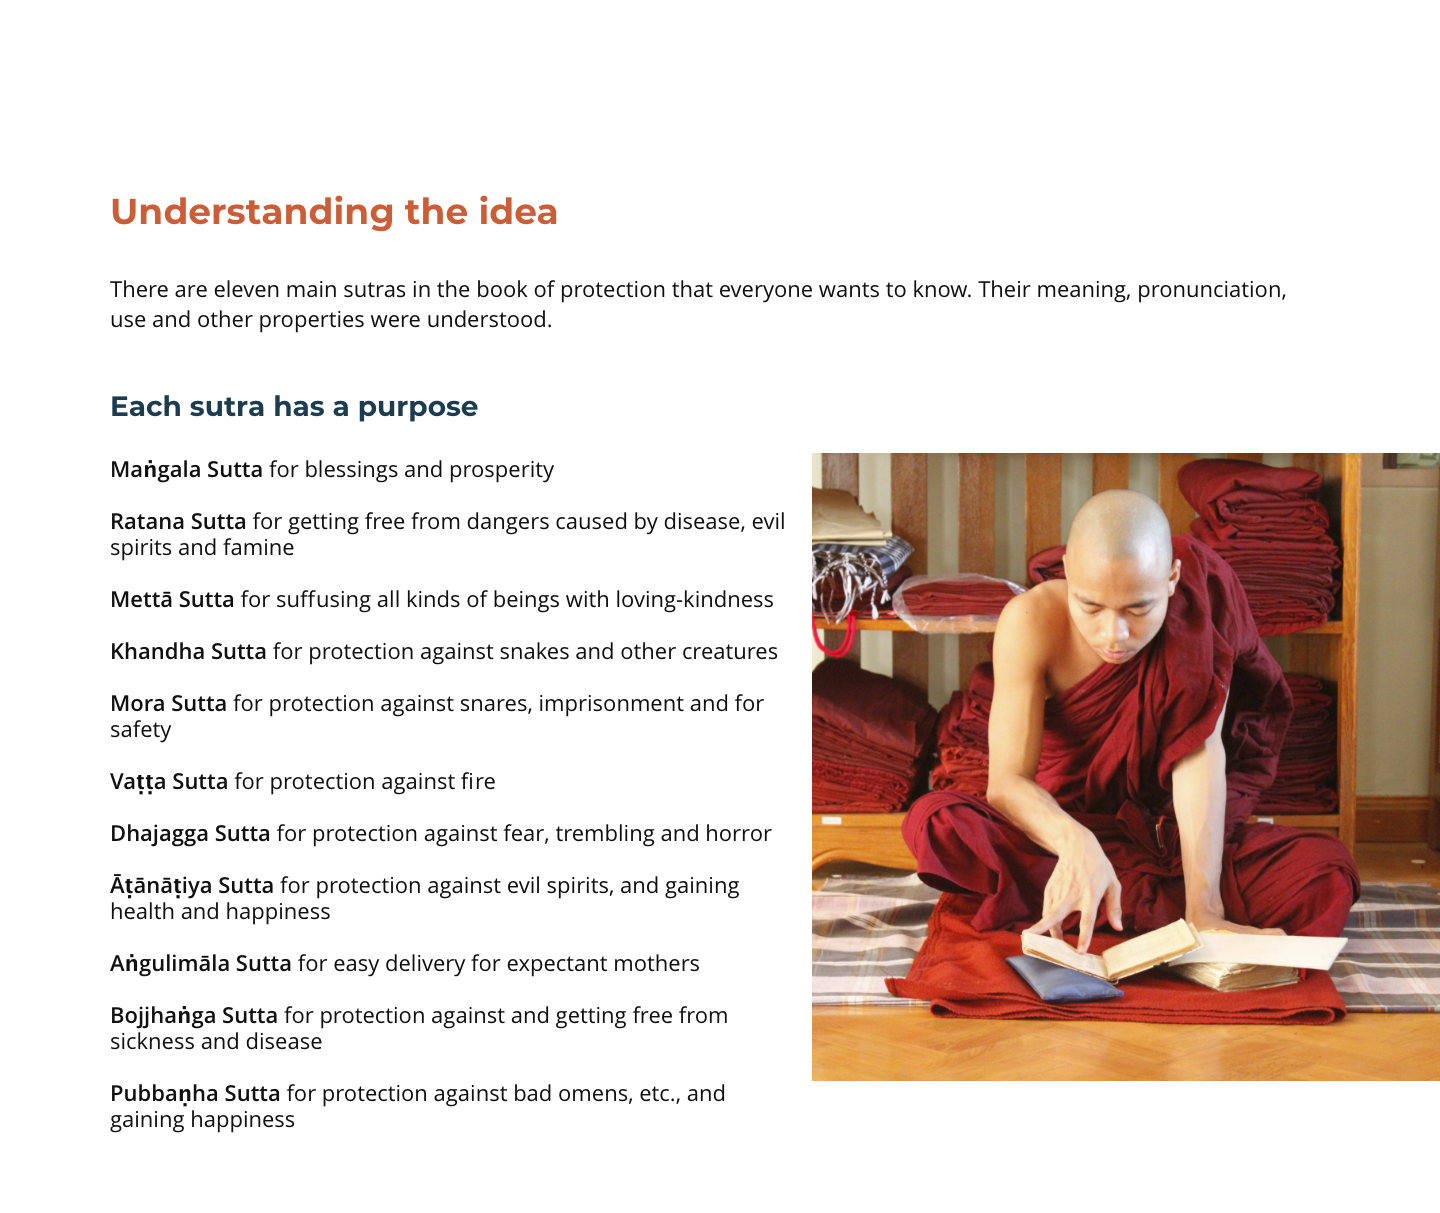 Understanding the idea
There are eleven main sutras in the book of protection that everyone wants to know. Their meaning, pronunciation,
use and other properties were understood.
Each sutra has a purpose
Maṅgala Sutta for blessings and prosperity
Ratana Sutta for getting free from dangers caused by disease, evil
spirits and famine
Mettā Sutta for suffusing all kinds of beings with loving-kindness
Khandha Sutta for protection against snakes and other creatures
Mora Sutta for protection against snares, imprisonment and for
safety
Vaṭṭa Sutta for protection against fire
Dhajagga Sutta for protection against fear, trembling and horror
Āṭānāṭiya Sutta for protection against evil spirits, and gaining
health and happiness
Aṅgulimāla Sutta for easy delivery for expectant mothers
Bojjhaṅga Sutta for protection against and getting free from
sickness and disease
Pubbaṇha Sutta for protection against bad omens, etc., and
gaining happiness